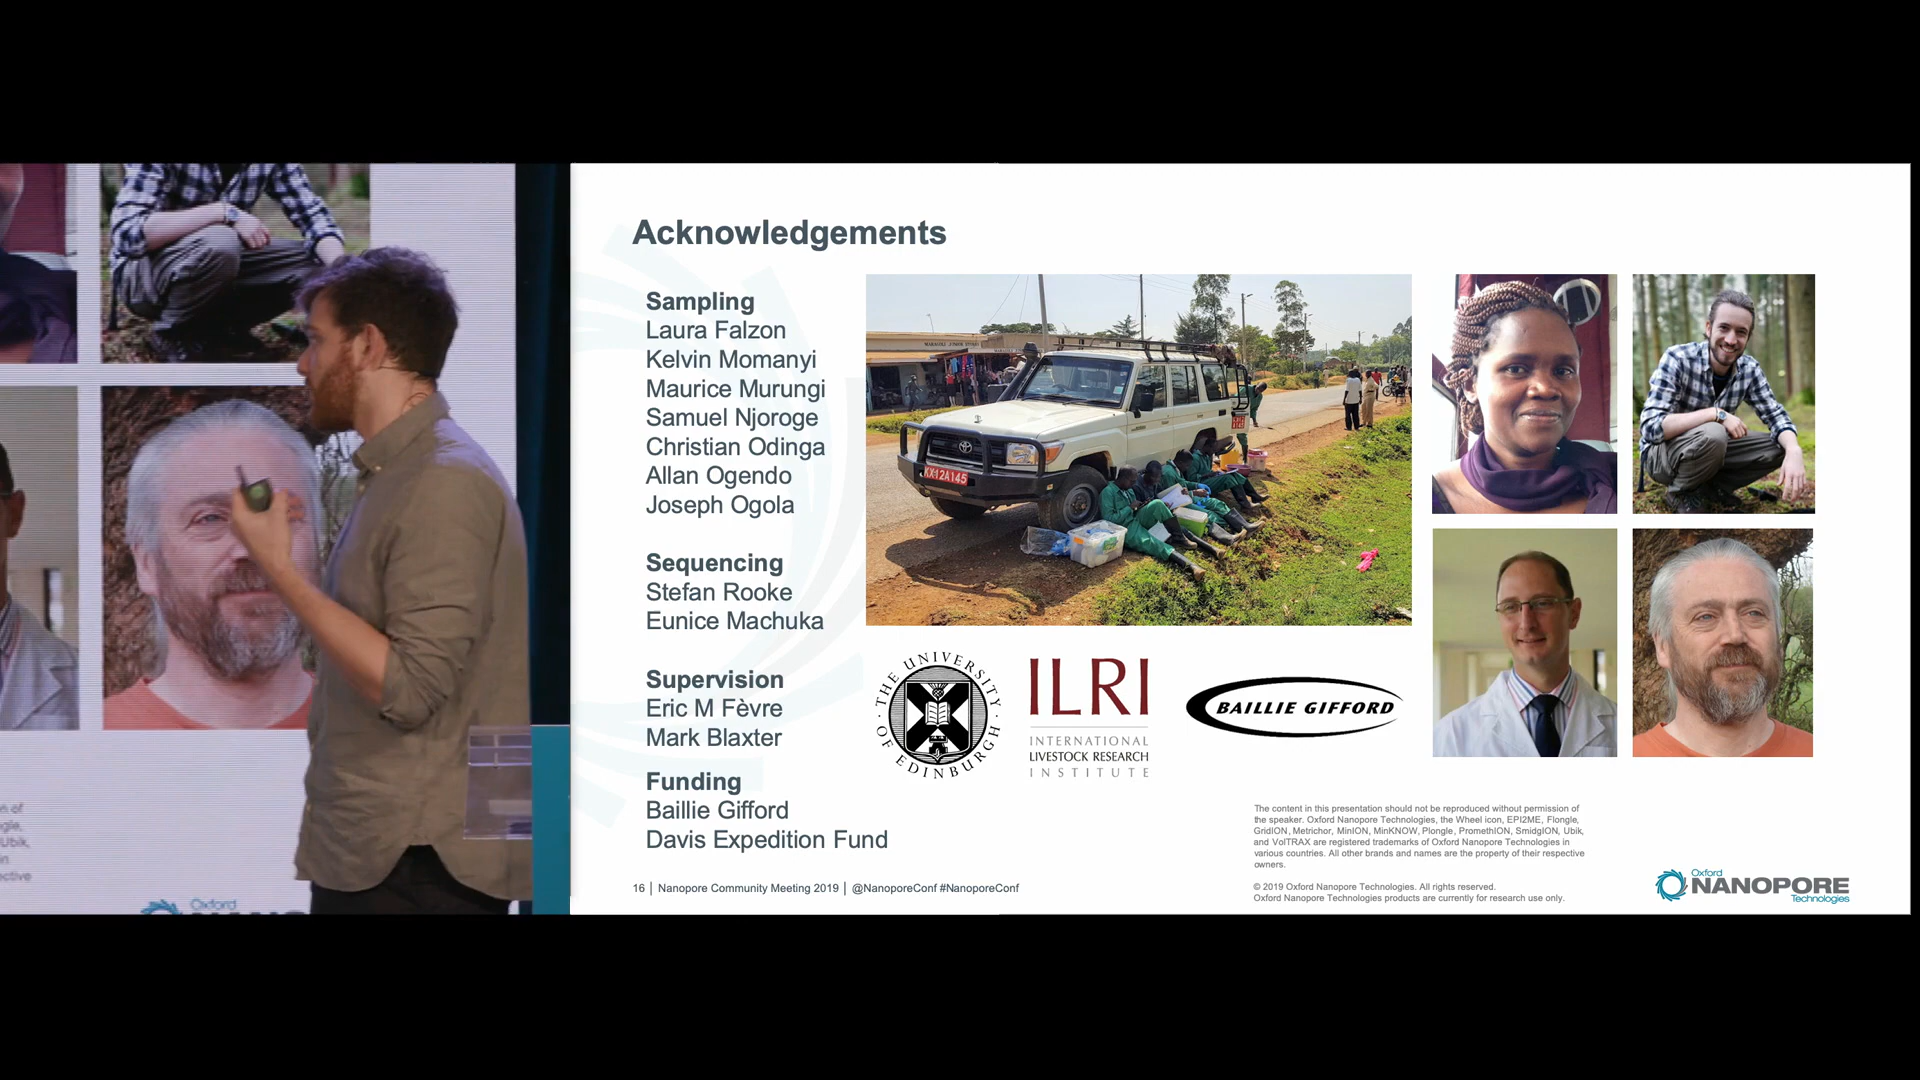 Acknowledgements
Sampling
Laura Falzon
Kelvin Momanyi
Maurice Murungi
Samuel Njoroge
Christian Odinga
Allan Ogendo
Joseph Ogola
Sequencing
Stefan Rooke
Eunice Machuka
Supervision
Eric M Fèvre
Mark Blaxter
Funding
Baillie Gifford
Davis Expedition Fund
KX12A145
THE UNIVERSITY OF EDINBURGH
ILRI
INTERNATIONAL
LIVESTOCK RESEARCH
INSTITUTE
BAILLIE GIFFORD
The content in this presentation should not be reproduced without permission of
the speaker. Oxford Nanopore Technologies, the Wheel icon, EPI2ME, Flongle,
GridION, Metrichor, MinION, MinKNOW, Plongle, PromethION, SmidgION, Ubik,
and VolTRAX are registered trademarks of Oxford Nanopore Technologies in
various countries. All other brands and names are the property of their respective
owners.
© 2019 Oxford Nanopore Technologies. All rights reserved.
Oxford Nanopore Technologies products are currently for research use only.
16 | Nanopore Community Meeting 2019 | @NanoporeConf #NanoporeConf
Oxford
NANOPORE
Technologies
Oxford